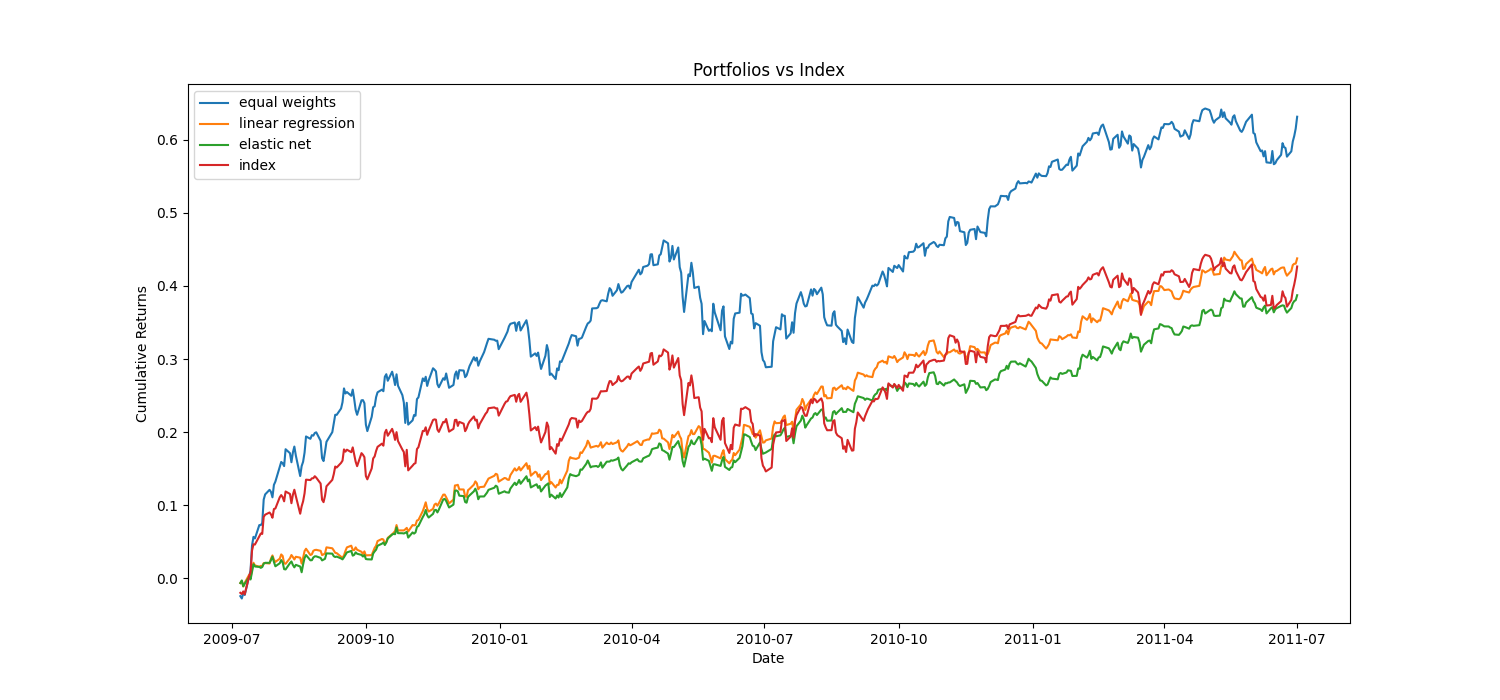 Portfolios vs Index
equal weights
linear regression
elastic net
index
Cumulative Returns
0.6
0.5
0.4
0.3
0.2
0.1
0.0
2009-07 2009-10 2010-01 2010-04 2010-07 2010-10 2011-01 2011-04 2011-07
Date